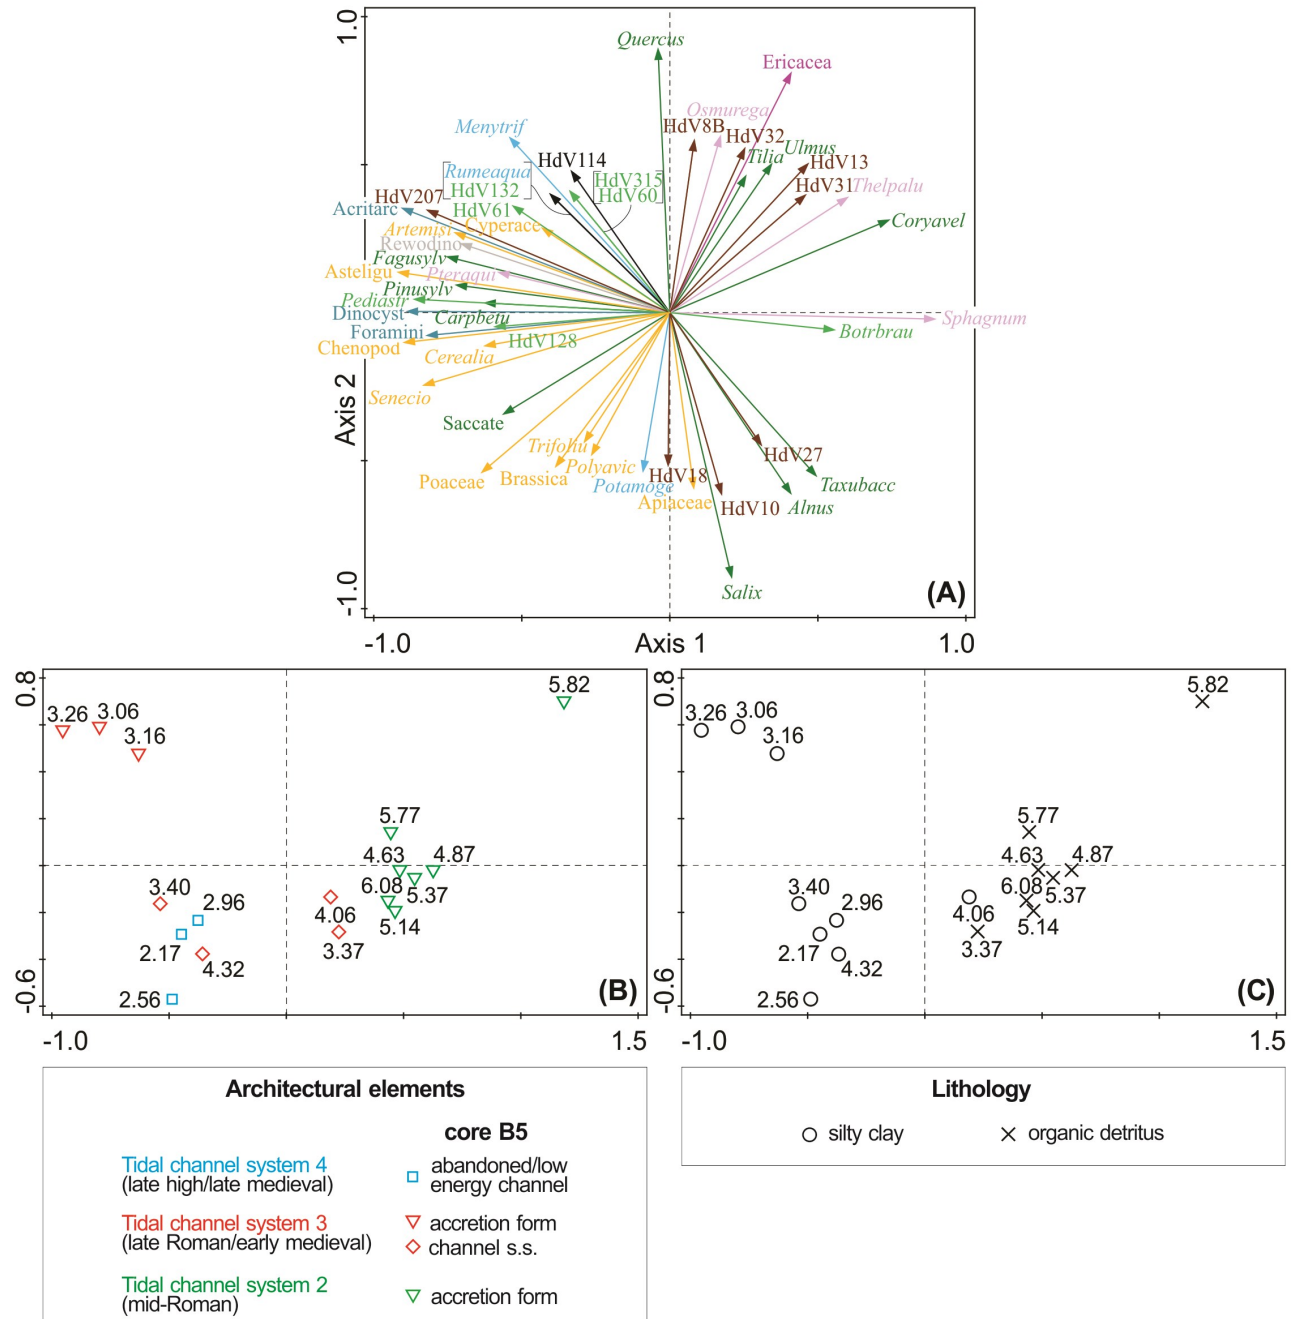 1.0
Quercus
Ericacea
Osmurega
Menytrif
HdV8B
HdV32
Ulmus
Tilia
HdV114
HdV13
Rumeaqua
HdV315
HdV31
Thelpalu
HdV132
HdV60
HdV207
Acritarc
HdV61
Cyperace
Coryavel
Artemisi
Rewodino
Fagusylv
Asteligu
Pteraqui
Pinusylv
Pediastr
Dinocyst
Carpbetu
Sphagnum
Foramini
Botrbrau
HdV128
Chenopod
Cerealia
Senecio
Saccate
Trifoliu
HdV27
Polyavic
Poaceae
Brassica
Potamoge
HdV18
Taxubacc
Apiaceae
HdV10
Alnus
Salix
(A)
Axis 2
-1.0
-1.0
Axis 1
1.0
0.8
5.82
3.26
3.06
3.16
5.77
4.63
4.87
6.08
5.37
3.40
2.96
4.06
5.14
2.17
3.37
4.32
2.56
(B)
-0.6
-1.0
1.5
0.8
5.82
3.26
3.06
3.16
5.77
4.63
4.87
6.08
5.37
3.40
2.96
4.06
5.14
2.17
3.37
4.32
2.56
(C)
-0.6
-1.0
1.5
Architectural elements
core B5
Tidal channel system 4
(late high/late medieval)
abandoned/low
energy channel
Tidal channel system 3
(late Roman/early medieval)
accretion form
channel s.s.
Tidal channel system 2
(mid-Roman)
accretion form
Lithology
silty clay
organic detritus